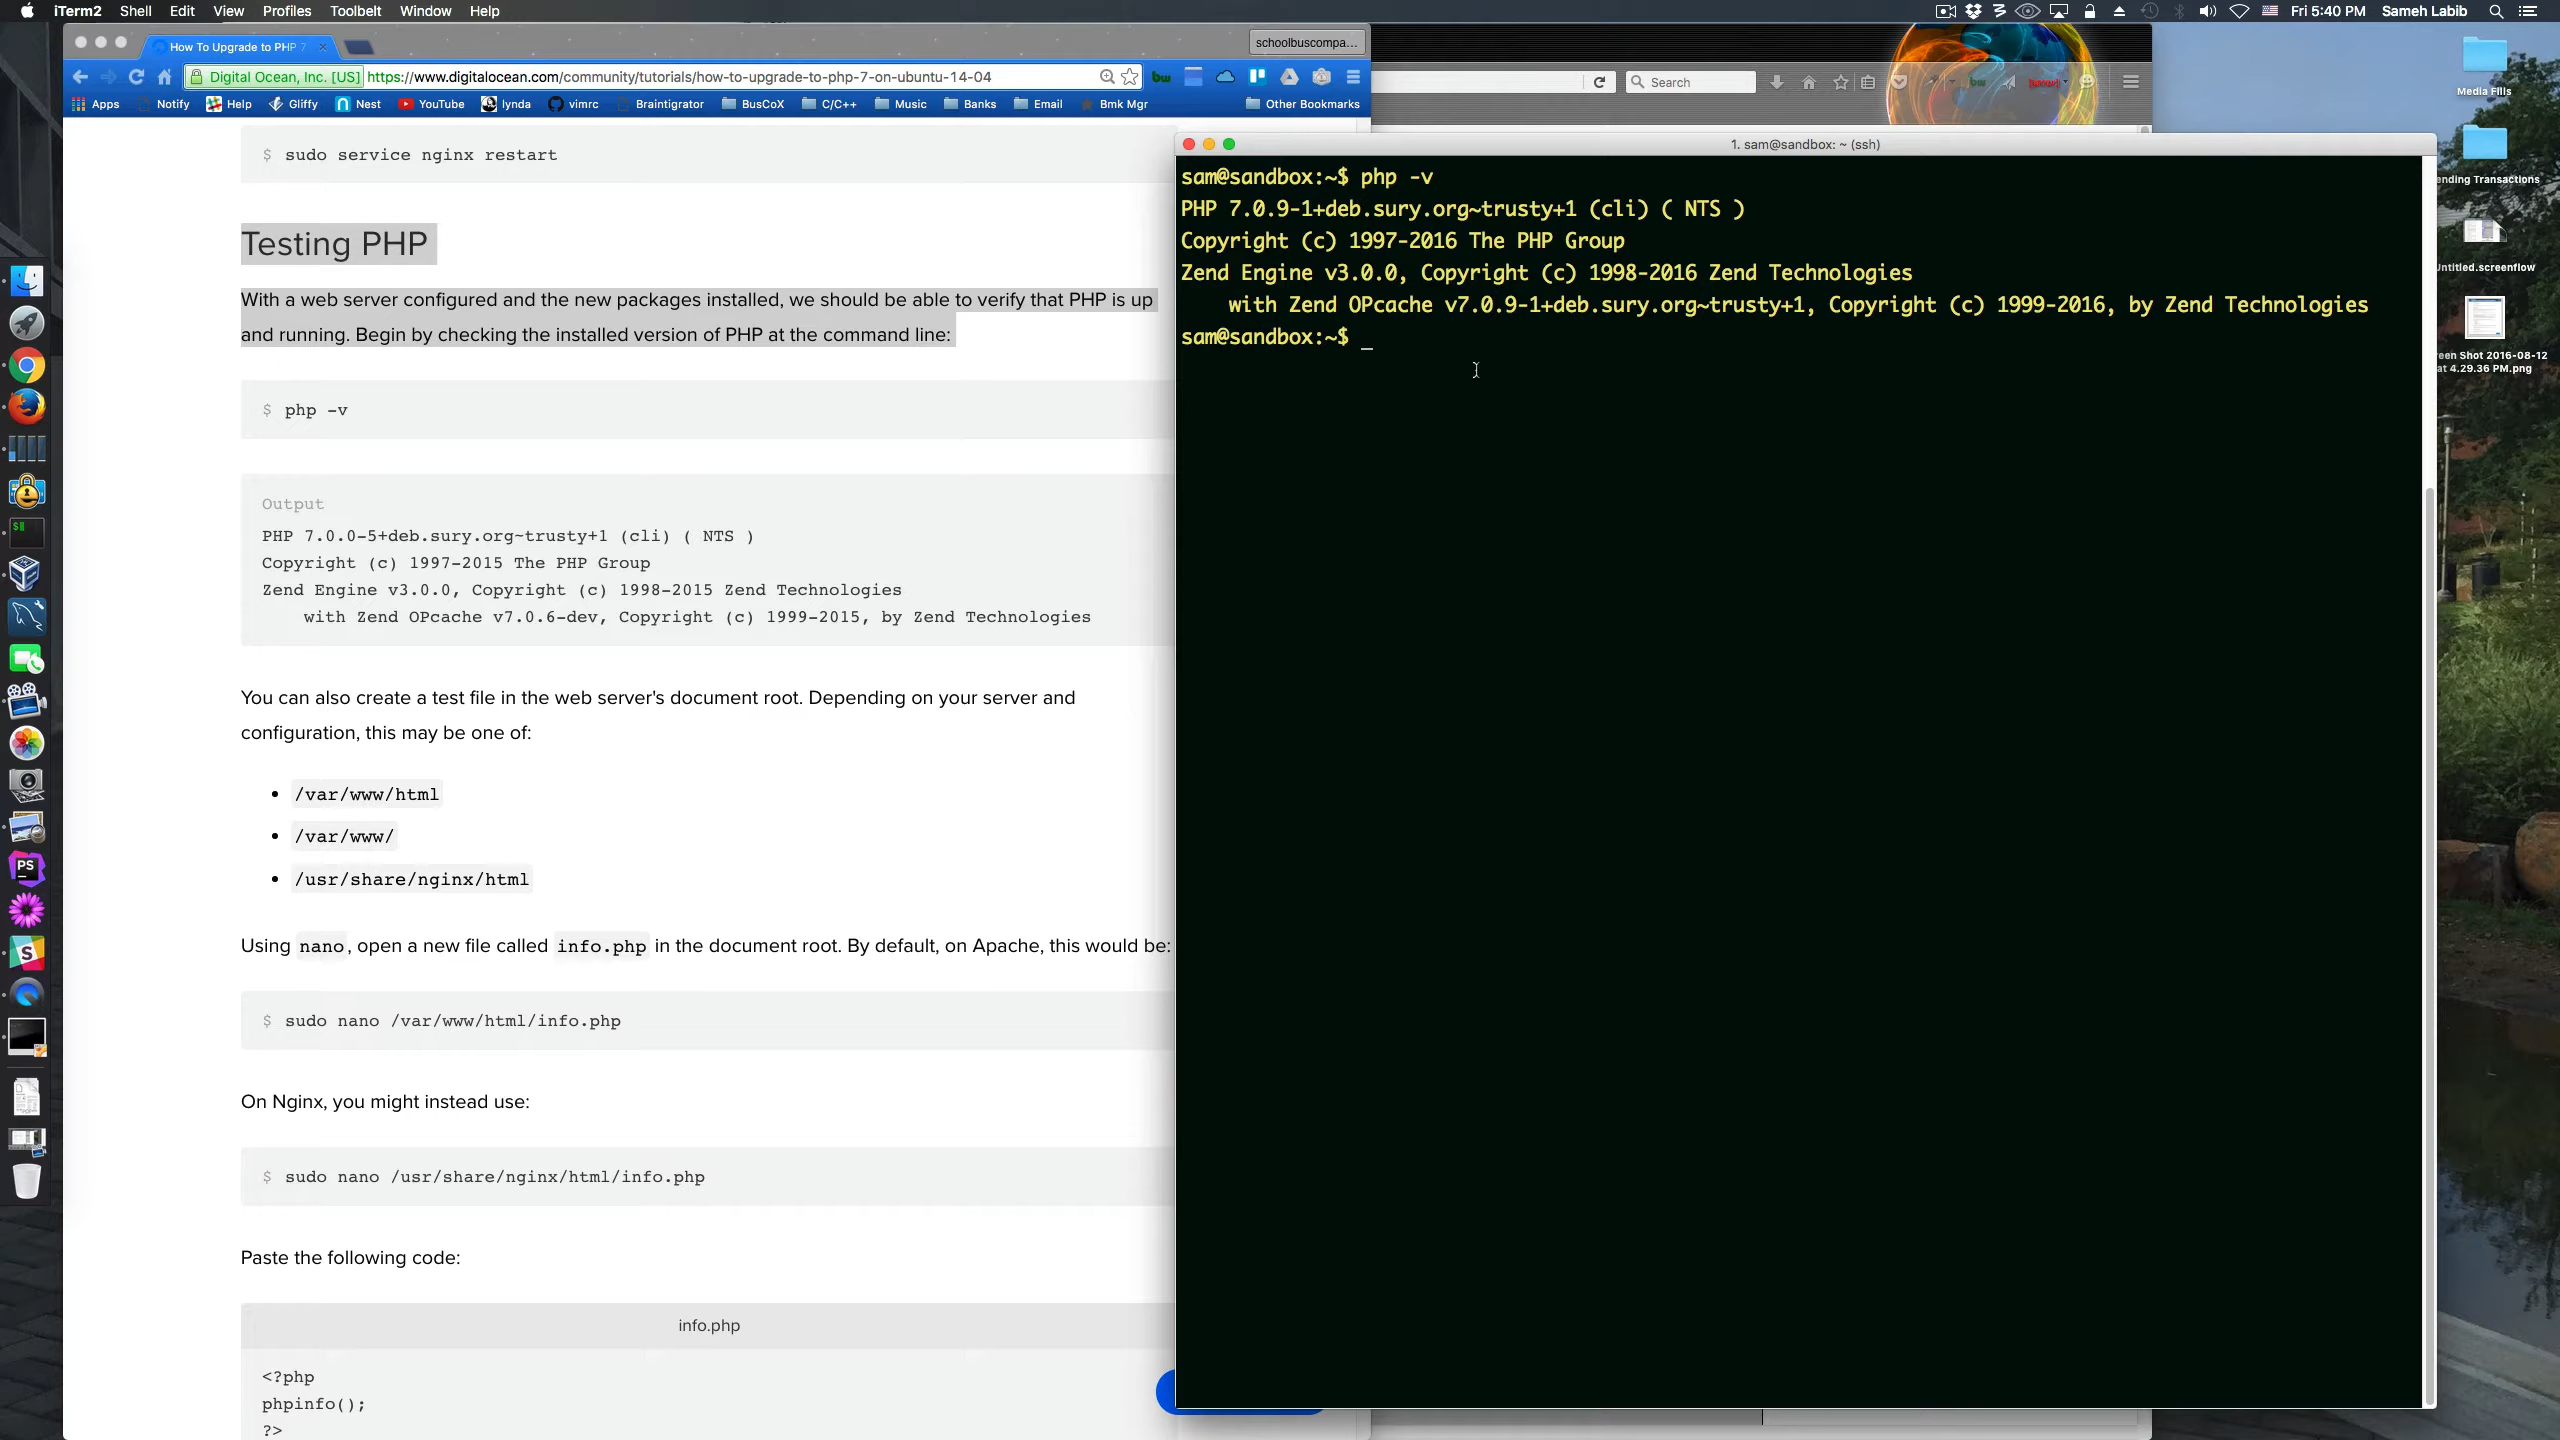 iTerm2 Shell Edit View Profiles Toolbelt Window Help
Fri 5:40 PM Sameh Labib
How To Upgrade to PHP 7
schoolbuscompa…
Digital Ocean, Inc. [US] https://www.digitalocean.com/community/tutorials/how-to-upgrade-to-php-7-on-ubuntu-14-04
Apps Notify Help Gliffy Nest YouTube lynda vimrc Braintigrator BusCoX C/C++ Music Banks Email Bmk Mgr Other Bookmarks
$ sudo service nginx restart
Testing PHP
With a web server configured and the new packages installed, we should be able to verify that PHP is up
and running. Begin by checking the installed version of PHP at the command line:
$ php -v
Output
PHP 7.0.0-5+deb.sury.org~trusty+1 (cli) ( NTS )
Copyright (c) 1997-2015 The PHP Group
Zend Engine v3.0.0, Copyright (c) 1998-2015 Zend Technologies
with Zend OPcache v7.0.6-dev, Copyright (c) 1999-2015, by Zend Technologies
You can also create a test file in the web server's document root. Depending on your server and
configuration, this may be one of:
• /var/www/html
• /var/www/
• /usr/share/nginx/html
Using nano, open a new file called info.php in the document root. By default, on Apache, this would be:
$ sudo nano /var/www/html/info.php
On Nginx, you might instead use:
$ sudo nano /usr/share/nginx/html/info.php
Paste the following code:
info.php
<?php
phpinfo();
?>
Search
1. sam@sandbox: ~ (ssh)
sam@sandbox:~$ php -v
PHP 7.0.9-1+deb.sury.org~trusty+1 (cli) ( NTS )
Copyright (c) 1997-2016 The PHP Group
Zend Engine v3.0.0, Copyright (c) 1998-2016 Zend Technologies
with Zend OPcache v7.0.9-1+deb.sury.org~trusty+1, Copyright (c) 1999-2016, by Zend Technologies
sam@sandbox:~$ _
Media FIlls
ending Transactions
Untitled.screenflow
een Shot 2016-08-12
at 4.29.36 PM.png